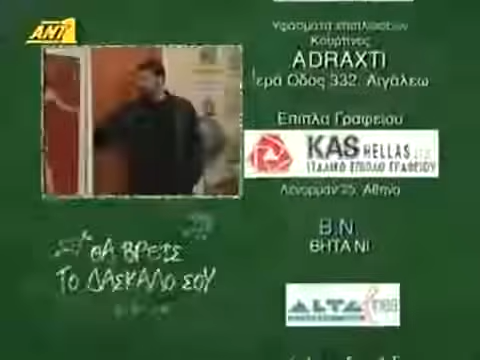 ANT1
Υφάσματα επιπλώσεων
Κουρτίνες
ADRAXTI
Ιερά Οδός 332, Αιγάλεω
Έπιπλα Γραφείου
KAS HELLAS
ΙΤΑΛΙΚΟ ΕΠΙΠΛΟ ΓΡΑΦΕΙΟΥ
Λένορμαν 25, Αθήνα
B.N.
ΒΗΤΑ ΝΙ
ALTA
ΘΑ ΒΡΕΙΣ
ΤΟ ΔΑΣΚΑΛΟ ΣΟΥ